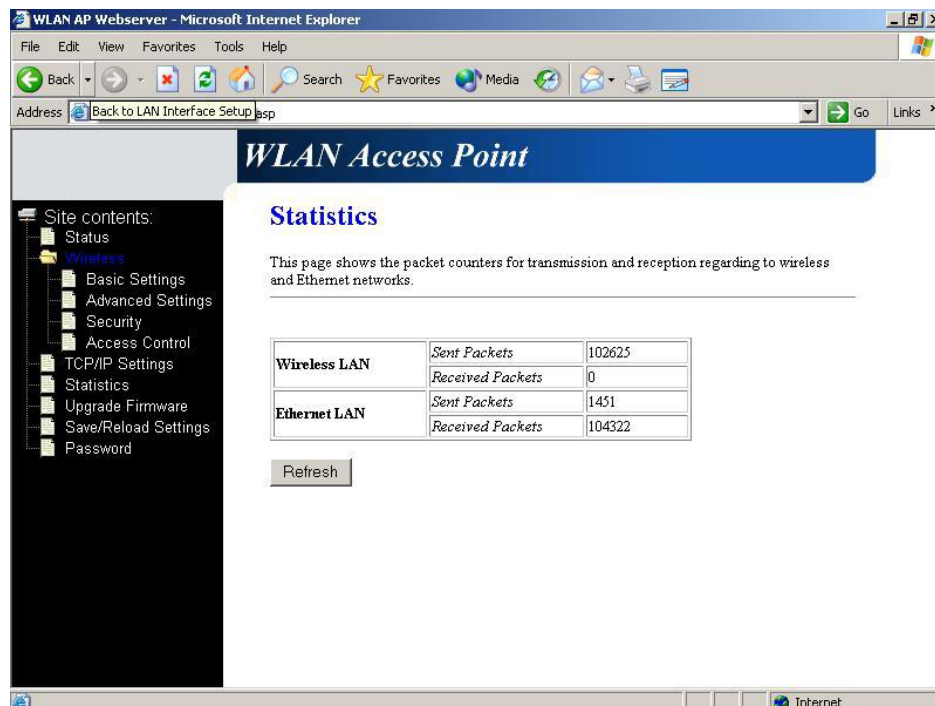 WLAN AP Webserver - Microsoft Internet Explorer
File Edit View Favorites Tools Help
Back Search Favorites Media
Address Back to LAN Interface Setup asp Go Links
WLAN Access Point
Site contents:
Status
Wireless
Basic Settings
Advanced Settings
Security
Access Control
TCP/IP Settings
Statistics
Upgrade Firmware
Save/Reload Settings
Password
Statistics
This page shows the packet counters for transmission and reception regarding to wireless
and Ethernet networks.
Wireless LAN Sent Packets 102625
Received Packets 0
Ethernet LAN Sent Packets 1451
Received Packets 104322
Refresh
Internet